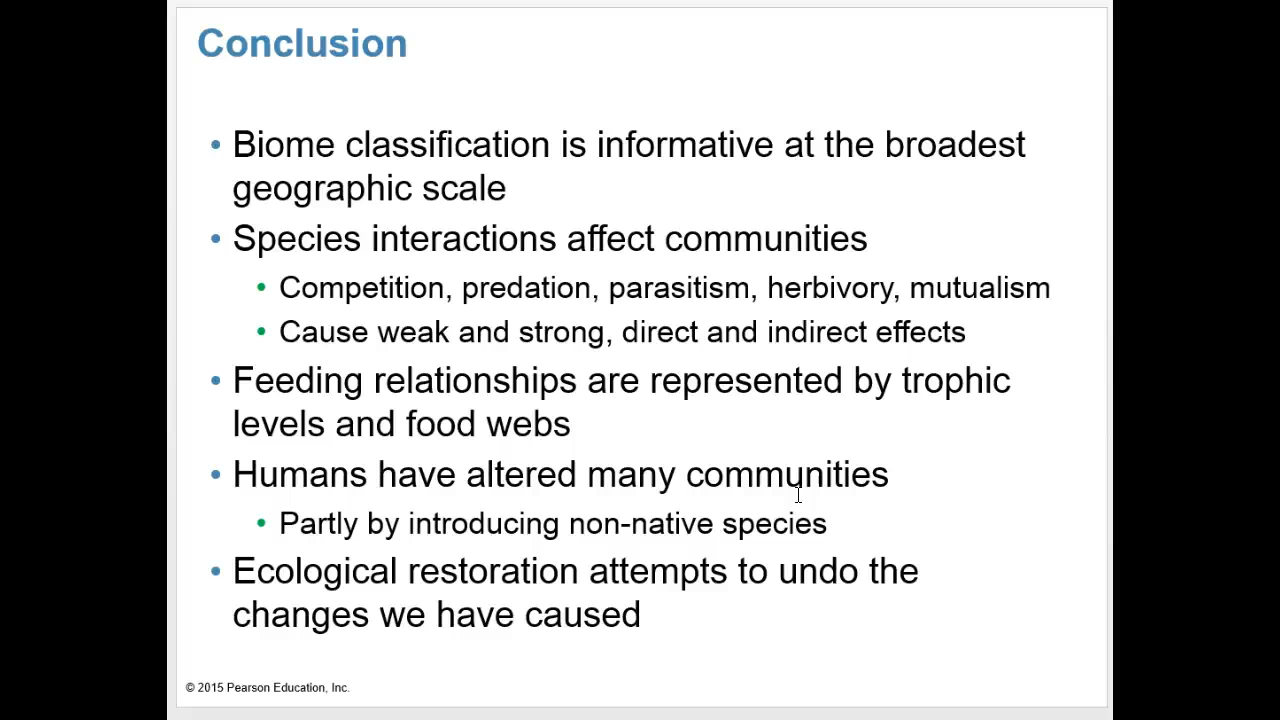 Conclusion
• Biome classification is informative at the broadest
geographic scale
• Species interactions affect communities
• Competition, predation, parasitism, herbivory, mutualism
• Cause weak and strong, direct and indirect effects
• Feeding relationships are represented by trophic
levels and food webs
• Humans have altered many communities
• Partly by introducing non-native species
• Ecological restoration attempts to undo the
changes we have caused
© 2015 Pearson Education, Inc.